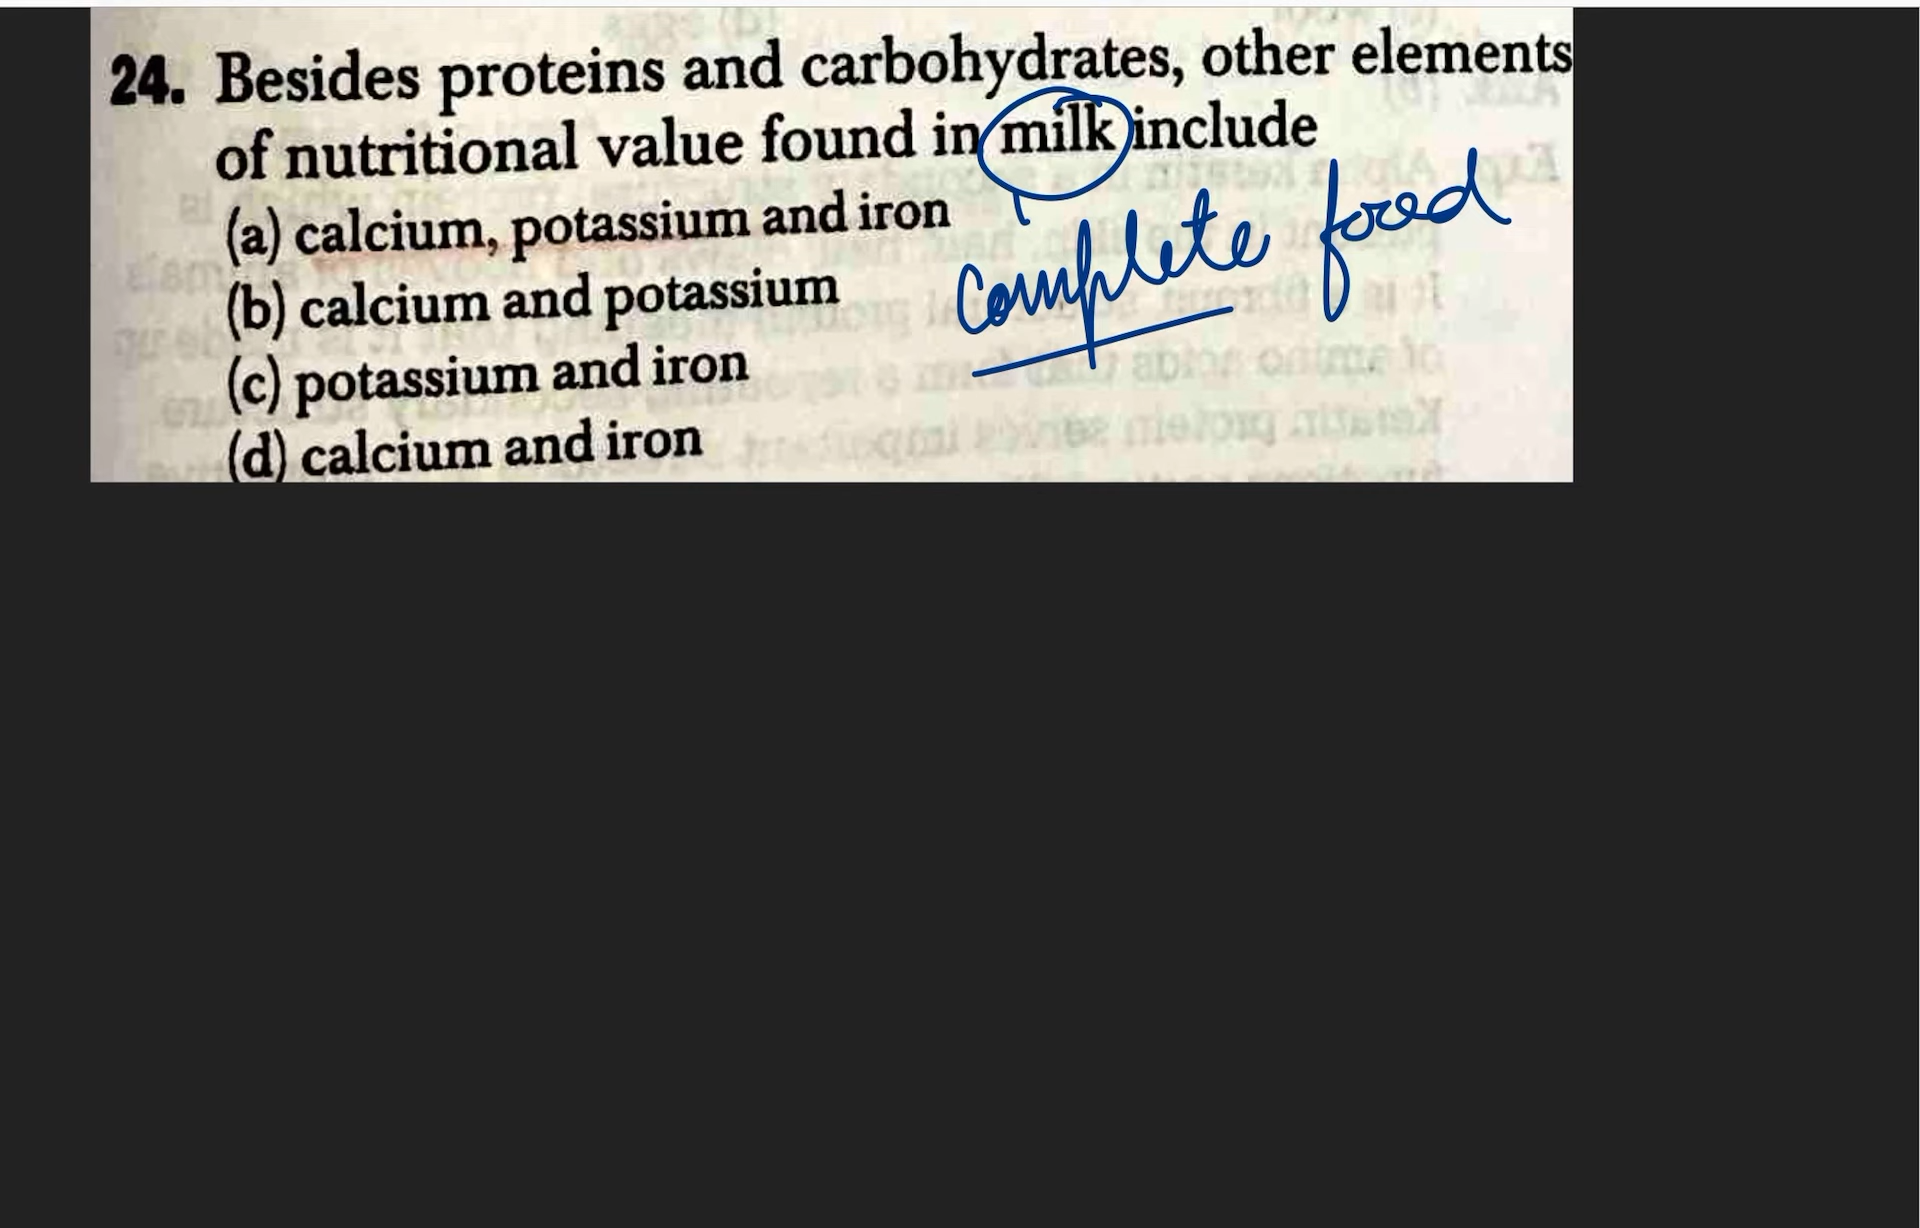 24. Besides proteins and carbohydrates, other elements
of nutritional value found in milk include
(a) calcium, potassium and iron
(b) calcium and potassium
(c) potassium and iron
(d) calcium and iron
Complete food